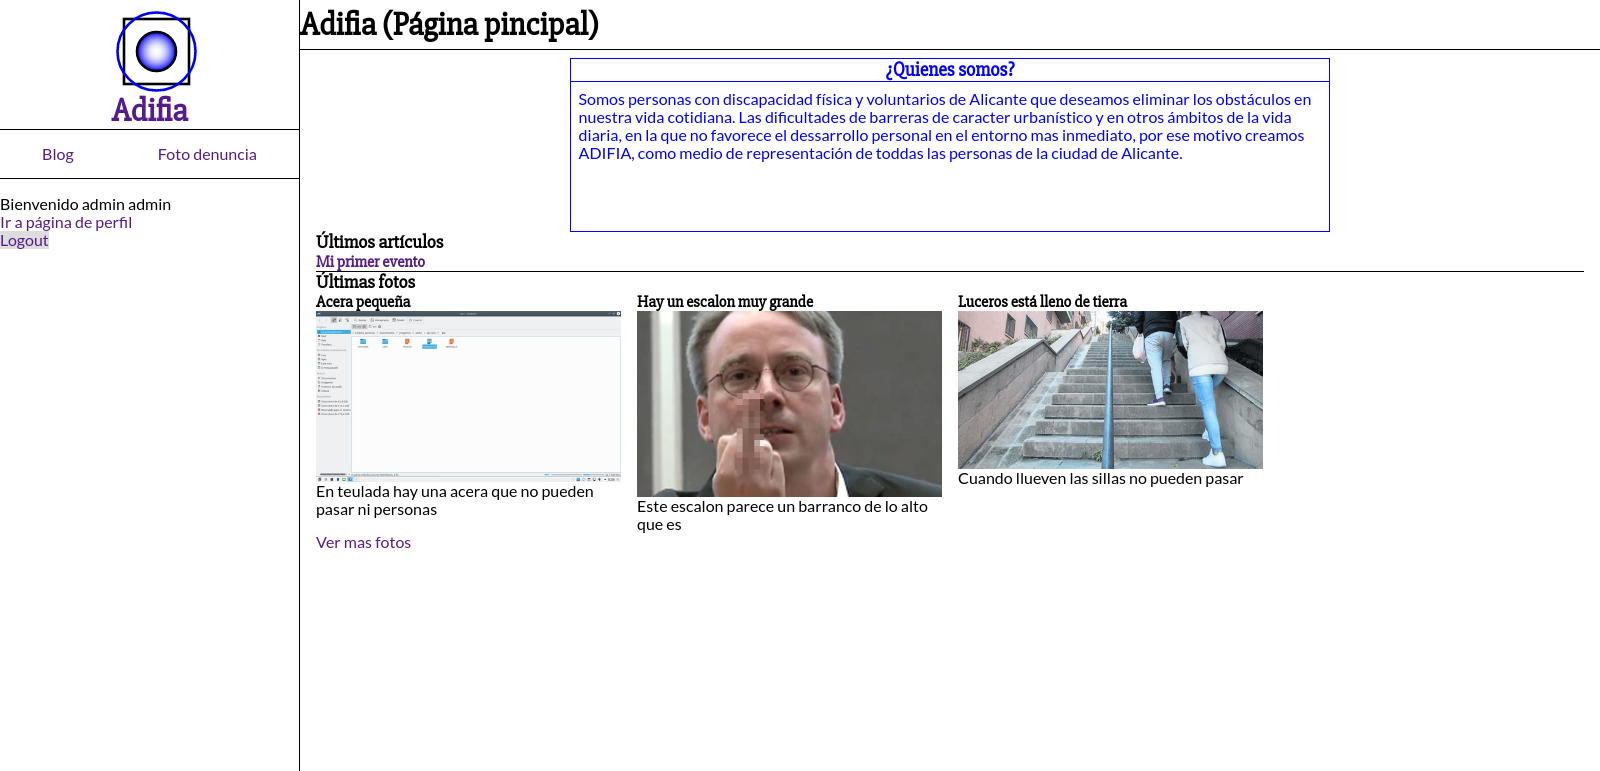 Adifia
Blog
Foto denuncia
Bienvenido admin admin
Ir a página de perfil
Logout
Adifia (Página pincipal)
¿Quienes somos?
Somos personas con discapacidad física y voluntarios de Alicante que deseamos eliminar los obstáculos en
nuestra vida cotidiana. Las dificultades de barreras de caracter urbanístico y en otros ámbitos de la vida
diaria, en la que no favorece el dessarrollo personal en el entorno mas inmediato, por ese motivo creamos
ADIFIA, como medio de representación de toddas las personas de la ciudad de Alicante.
Últimos artículos
Mi primer evento
Últimas fotos
Acera pequeña
En teulada hay una acera que no pueden
pasar ni personas
Hay un escalon muy grande
Este escalon parece un barranco de lo alto
que es
Luceros está lleno de tierra
Cuando llueven las sillas no pueden pasar
Ver mas fotos